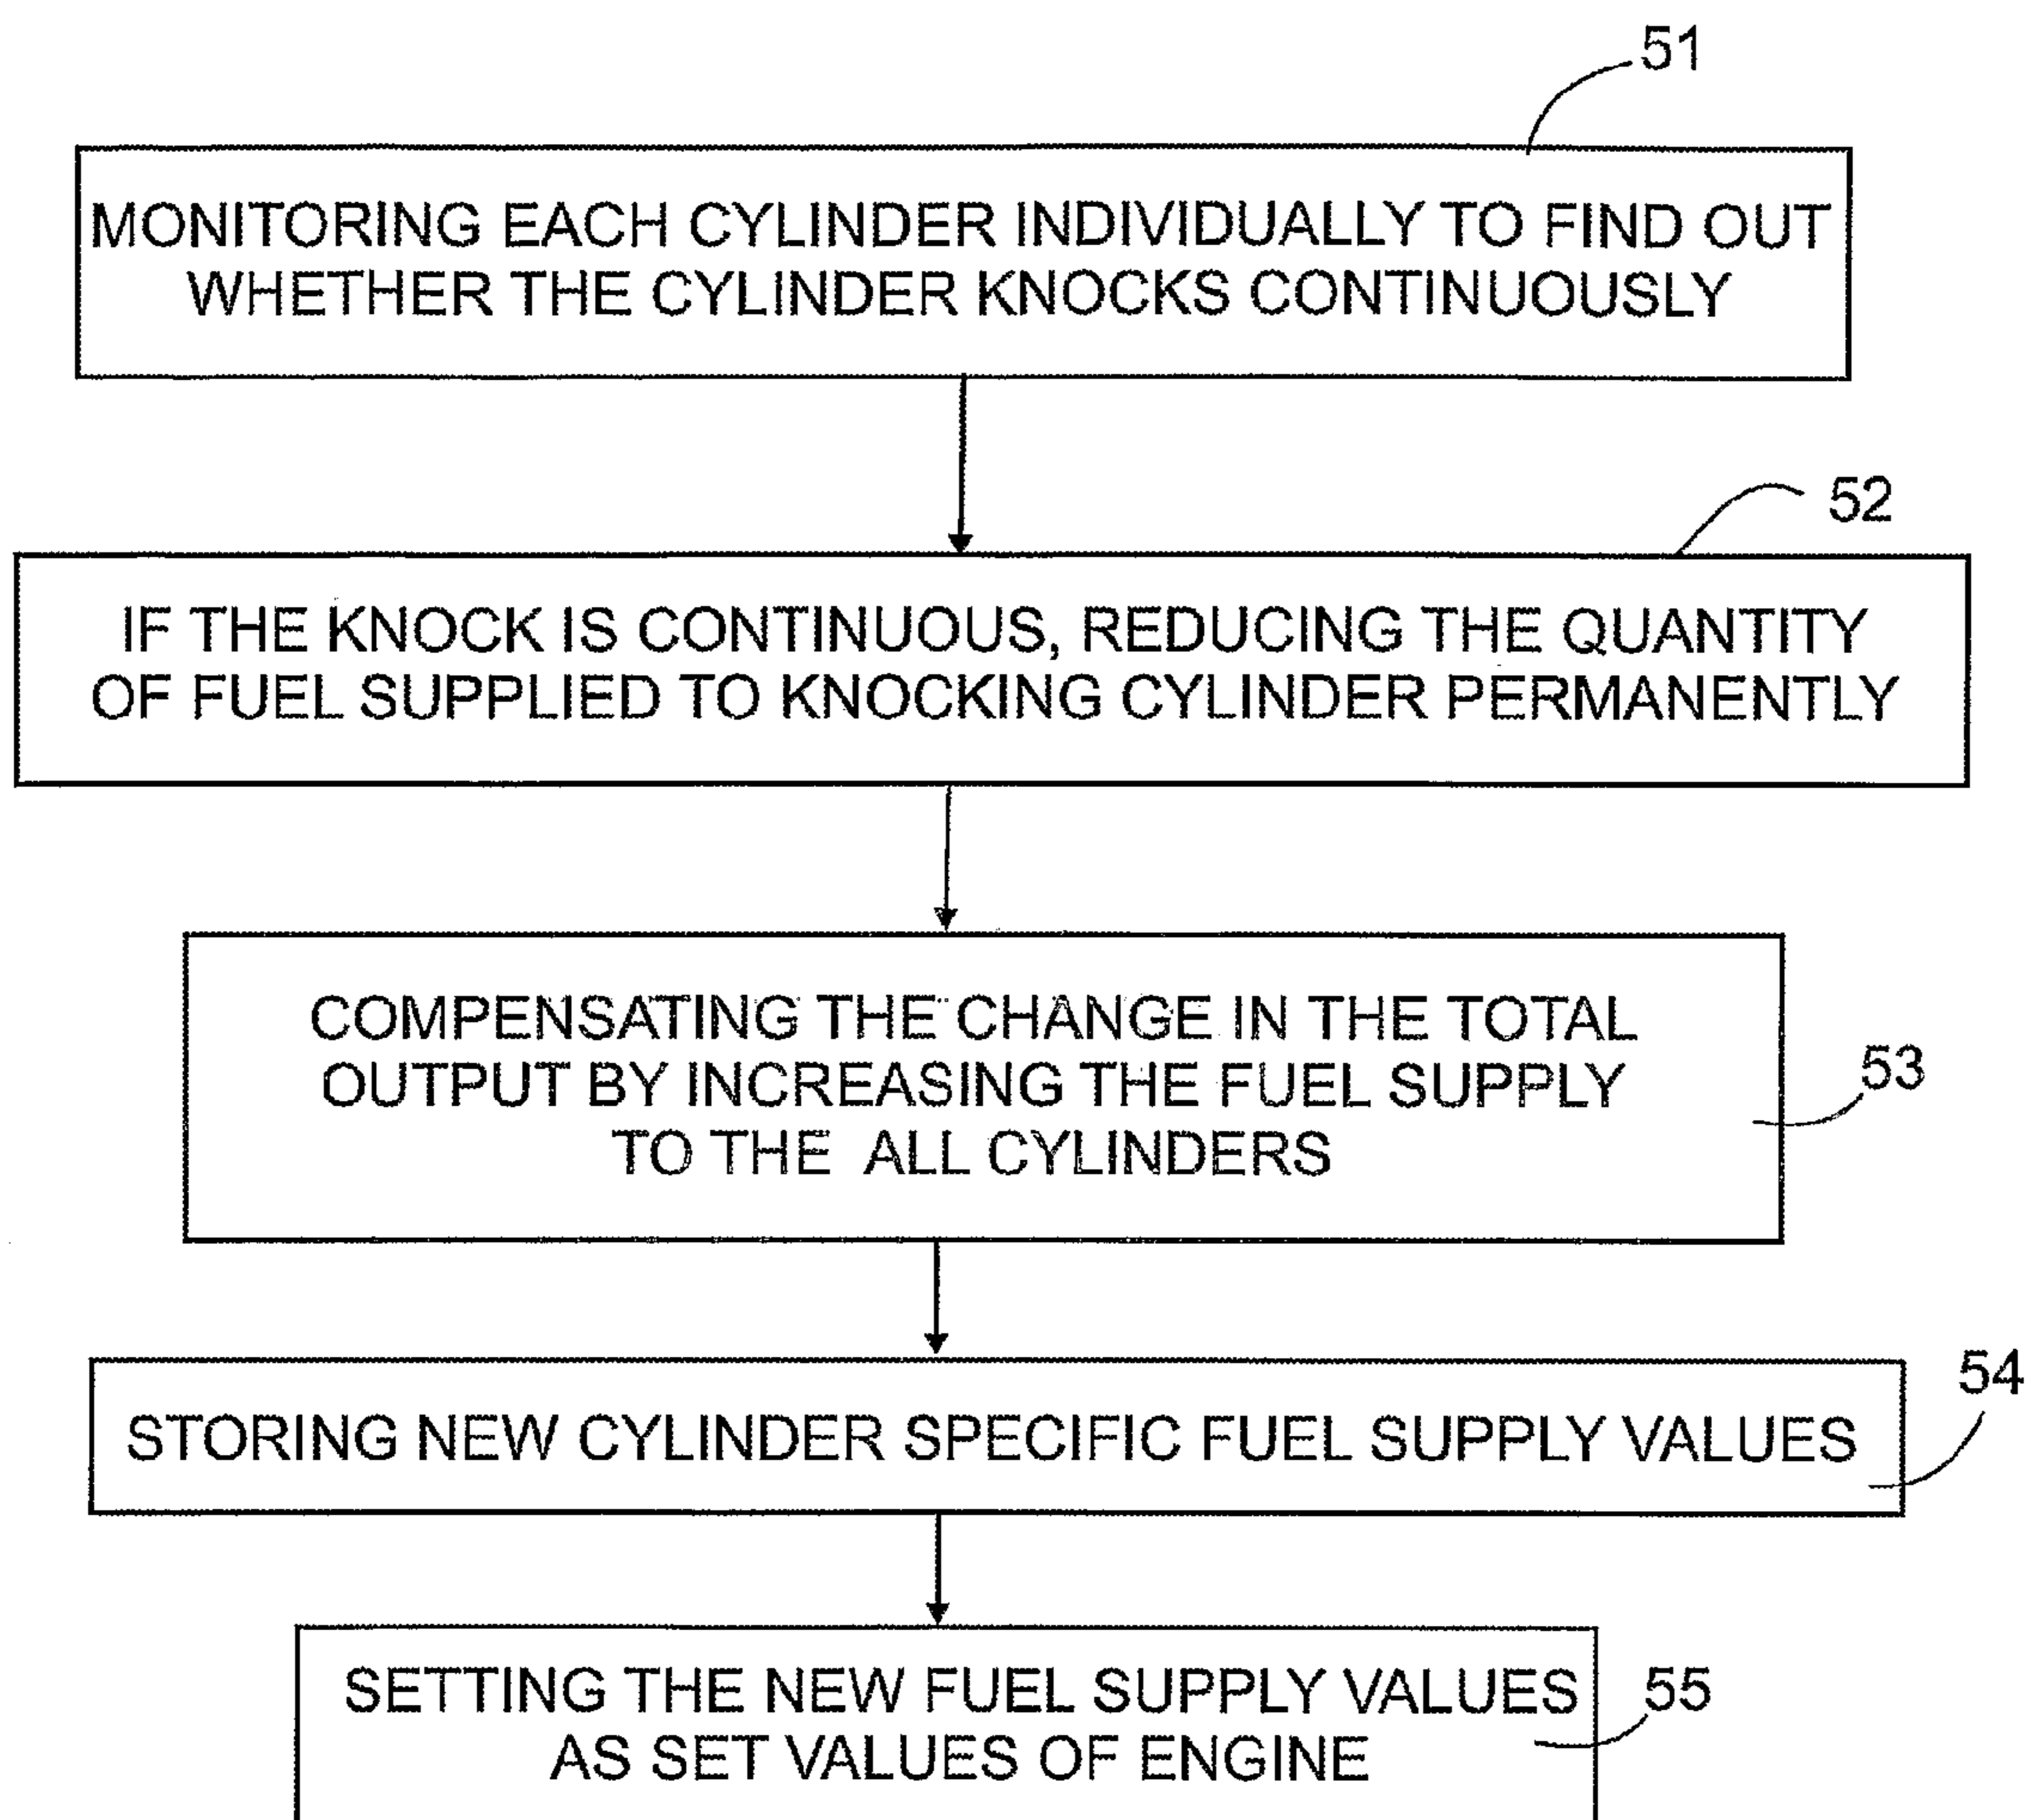 51
MONITORING EACH CYLINDER INDIVIDUALLY TO FIND OUT
WHETHER THE CYLINDER KNOCKS CONTINUOUSLY
52
IF THE KNOCK IS CONTINUOUS, REDUCING THE QUANTITY
OF FUEL SUPPLIED TO KNOCKING CYLINDER PERMANENTLY
COMPENSATING THE CHANGE IN THE TOTAL
OUTPUT BY INCREASING THE FUEL SUPPLY
TO THE ALL CYLINDERS
53
STORING NEW CYLINDER SPECIFIC FUEL SUPPLY VALUES
54
SETTING THE NEW FUEL SUPPLY VALUES
AS SET VALUES OF ENGINE
55